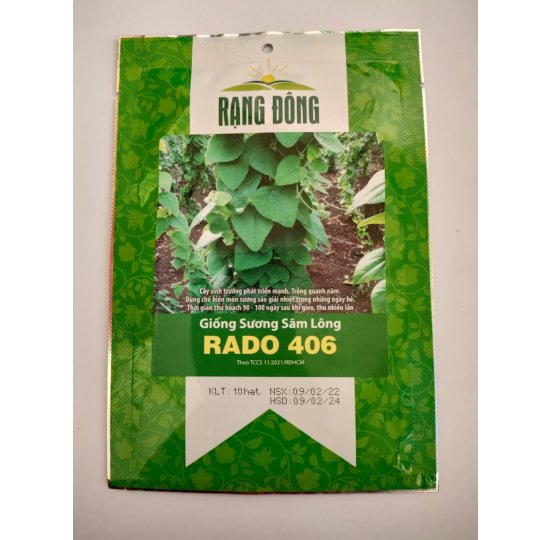 RẠNG ĐÔNG
Cây sinh trưởng phát triển mạnh. Trồng quanh năm.
Dùng chế biến món sương sáo giải nhiệt trong những ngày hè.
Thời gian thu hoạch 90 - 100 ngày sau khi gieo, thu nhiều lần
Giống Sương Sâm Lông
RADO 406
Theo TCCS 11:2021/RĐHCM
KLT: 10hat NSX:09/02/22
HSD:09/02/24